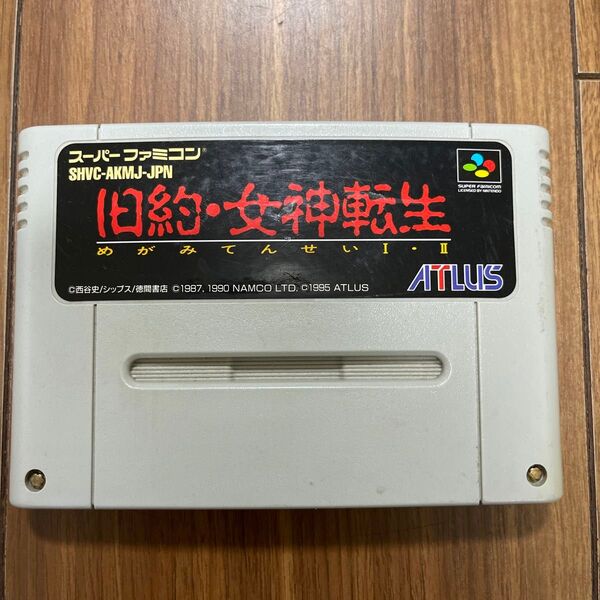 スーパーファミコン®
SHVC-AKMJ-JPN
旧約・女神転生
めがみてんせいⅠ・Ⅱ
SUPER FAMICOM
LICENSED BY NINTENDO
©西谷史/シップス/徳間書店 ©1987, 1990 NAMCO LTD. ©1995 ATLUS
ATLUS